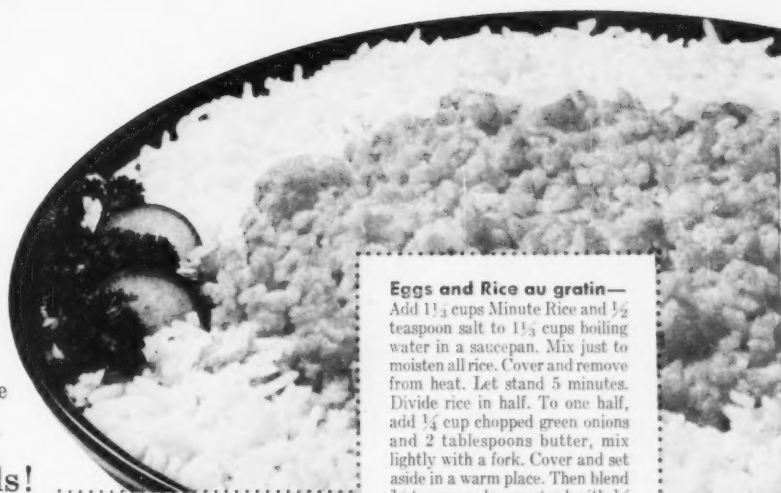 Eggs and Rice au gratin—
Add 1⅓ cups Minute Rice and ½
teaspoon salt to 1⅓ cups boiling
water in a saucepan. Mix just to
moisten all rice. Cover and remove
from heat. Let stand 5 minutes.
Divide rice in half. To one half,
add ¼ cup chopped green onions
and 2 tablespoons butter, mix
lightly with a fork. Cover and set
aside in a warm place. Then blend